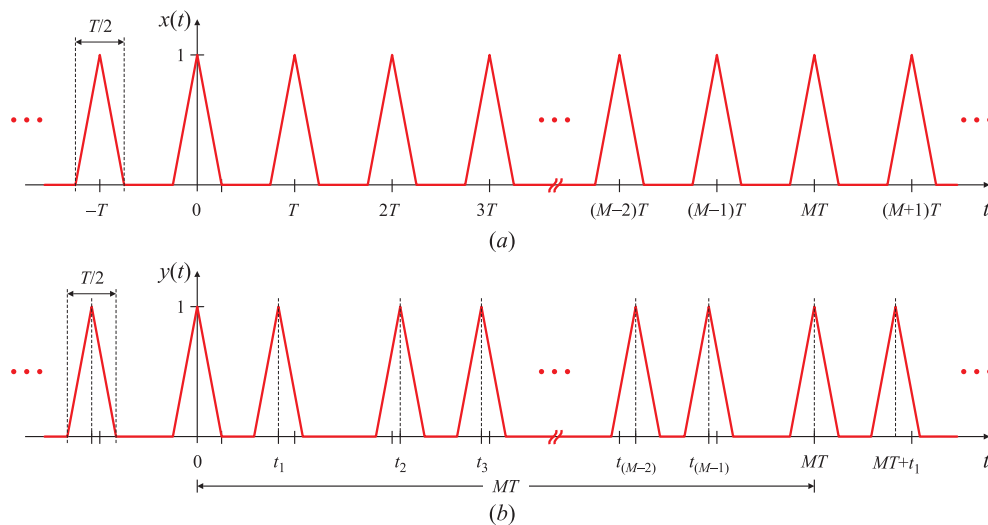 T/2
x(t)
1
–T
0
T
2T
3T
(M–2)T
(M–1)T
MT
(M+1)T
t
(a)
T/2
y(t)
1
0
t₁
t₂
t₃
t₍M–2₎
t₍M–1₎
MT
MT+t₁
t
MT
(b)